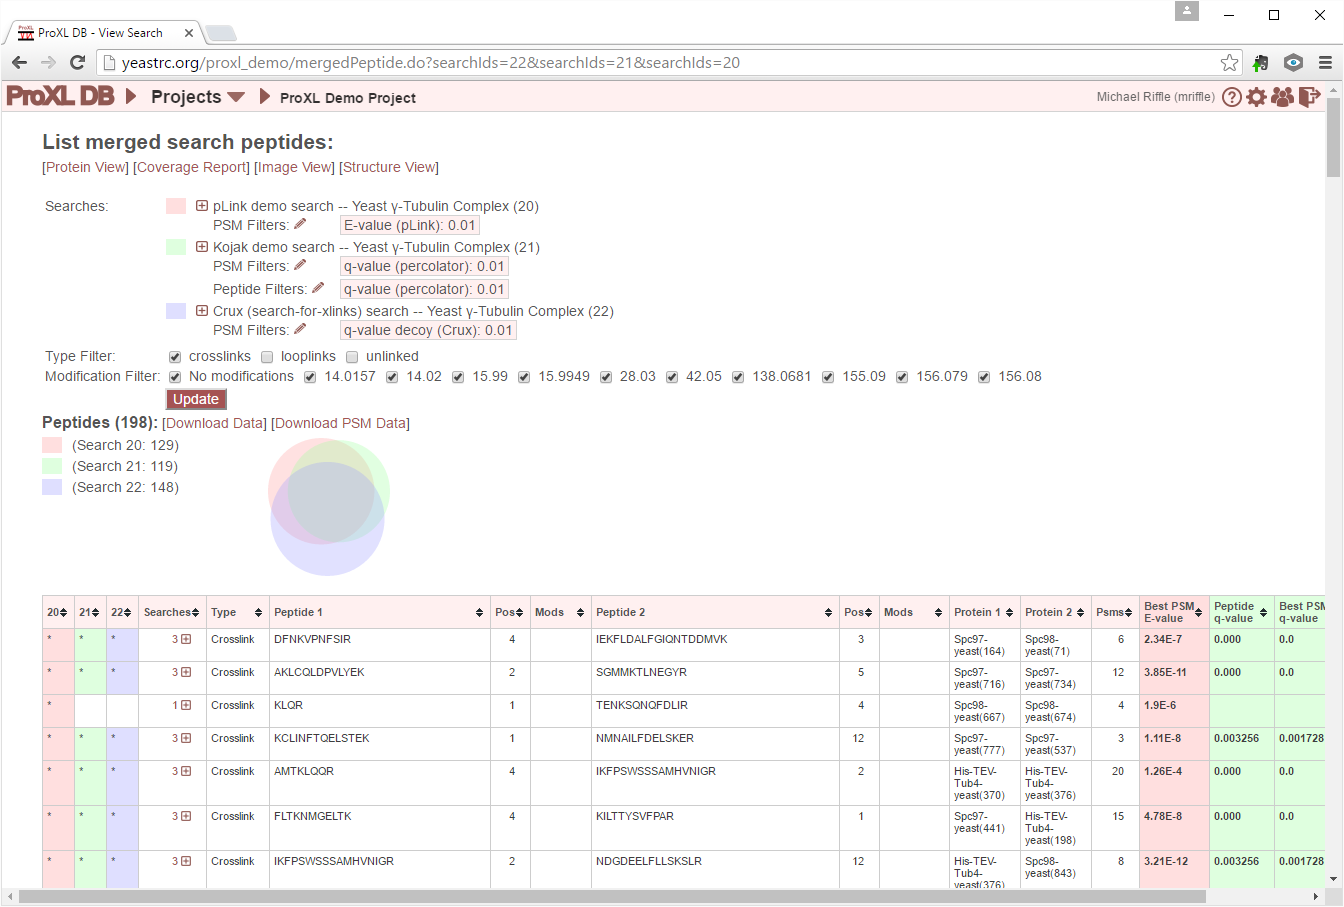 ProXL DB - View Search
yeastrc.org/proxl_demo/mergedPeptide.do?searchIds=22&searchIds=21&searchIds=20
ProXL DB Projects ProXL Demo Project Michael Riffle (mriffle)
List merged search peptides:
[Protein View] [Coverage Report] [Image View] [Structure View]
Searches: pLink demo search -- Yeast γ-Tubulin Complex (20)
PSM Filters: E-value (pLink): 0.01
Kojak demo search -- Yeast γ-Tubulin Complex (21)
PSM Filters: q-value (percolator): 0.01
Peptide Filters: q-value (percolator): 0.01
Crux (search-for-xlinks) search -- Yeast γ-Tubulin Complex (22)
PSM Filters: q-value decoy (Crux): 0.01
Type Filter: crosslinks looplinks unlinked
Modification Filter: No modifications 14.0157 14.02 15.99 15.9949 28.03 42.05 138.0681 155.09 156.079 156.08
Update
Peptides (198): [Download Data] [Download PSM Data]
(Search 20: 129)
(Search 21: 119)
(Search 22: 148)
20 21 22 Searches Type Peptide 1 Pos Mods Peptide 2 Pos Mods Protein 1 Protein 2 Psms Best PSM E-value Peptide q-value Best PSM q-value
* * * 3 Crosslink DFNKVPNFSIR 4 IEKFLDALFGIQNTDDMVK 3 Spc97-yeast(164) Spc98-yeast(71) 6 2.34E-7 0.000 0.0
* * * 3 Crosslink AKLCQLDPVLYEK 2 SGMMKTLNEGYR 5 Spc97-yeast(716) Spc97-yeast(734) 12 3.85E-11 0.000 0.0
* 1 Crosslink KLQR 1 TENKSQNQFDLIR 4 Spc98-yeast(667) Spc98-yeast(674) 4 1.9E-6
* * * 3 Crosslink KCLINFTQELSTEK 1 NMNAILFDELSKER 12 Spc97-yeast(777) Spc97-yeast(537) 3 1.11E-8 0.003256 0.001728
* * * 3 Crosslink AMTKLQQR 4 IKFPSWSSSAMHVNIGR 2 His-TEV-Tub4-yeast(370) His-TEV-Tub4-yeast(376) 20 1.26E-4 0.000 0.0
* * * 3 Crosslink FLTKNMGELTK 4 KILTTYSVFPAR 1 Spc97-yeast(441) His-TEV-Tub4-yeast(198) 15 4.78E-8 0.000 0.0
* * * 3 Crosslink IKFPSWSSSAMHVNIGR 2 NDGDEELFLLSKSLR 12 His-TEV-Tub4-yeast(376) Spc98-yeast(843) 8 3.21E-12 0.003256 0.001728